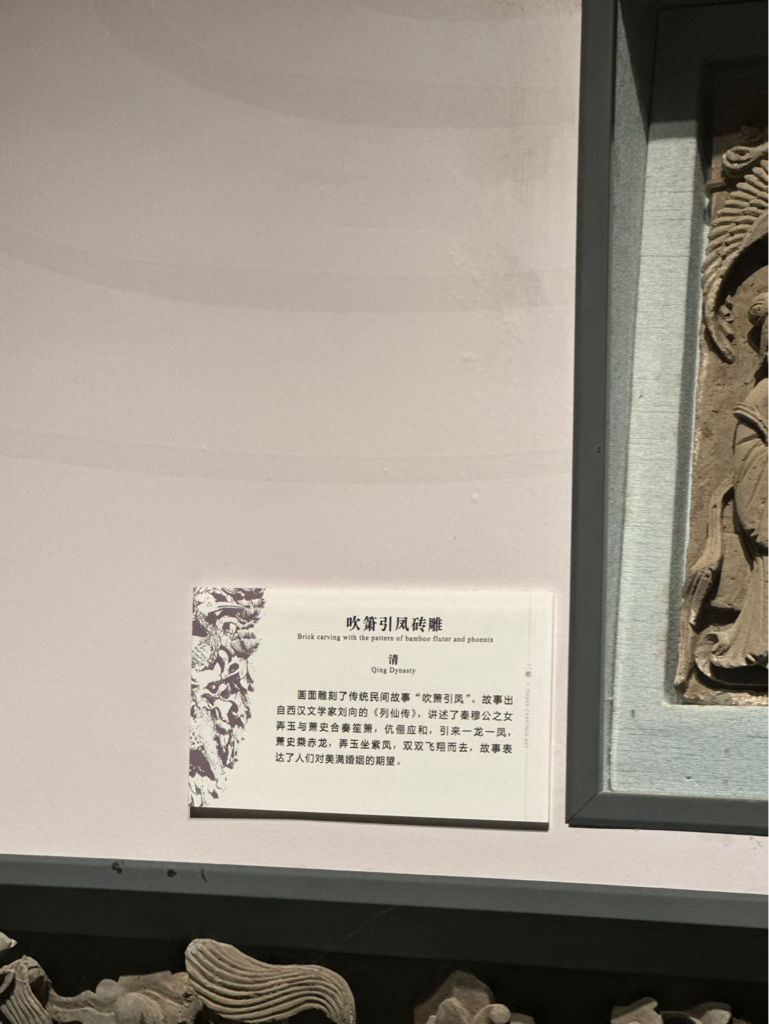 吹箫引凤砖雕
Brick carving with the pattern of bamboo fluter and phoenix
清
Qing Dynasty
画面雕刻了传统民间故事“吹箫引凤”。故事出
自西汉文学家刘向的《列仙传》，讲述了秦穆公之女
弄玉与萧史合奏笙箫，伉俪应和，引来一龙一凤，
萧史乘赤龙，弄玉坐紫凤，双双飞翔而去，故事表
达了人们对美满婚姻的期望。